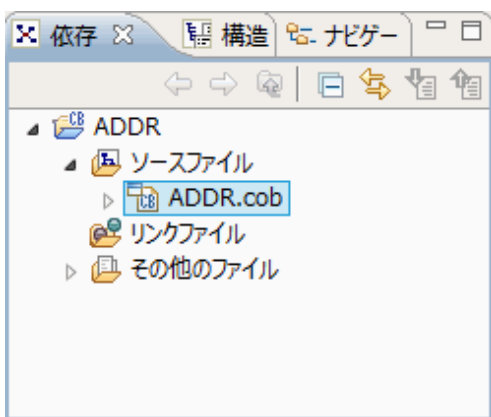 依存 構造 ナビゲー
ADDR
ソースファイル
ADDR.cob
リンクファイル
その他のファイル